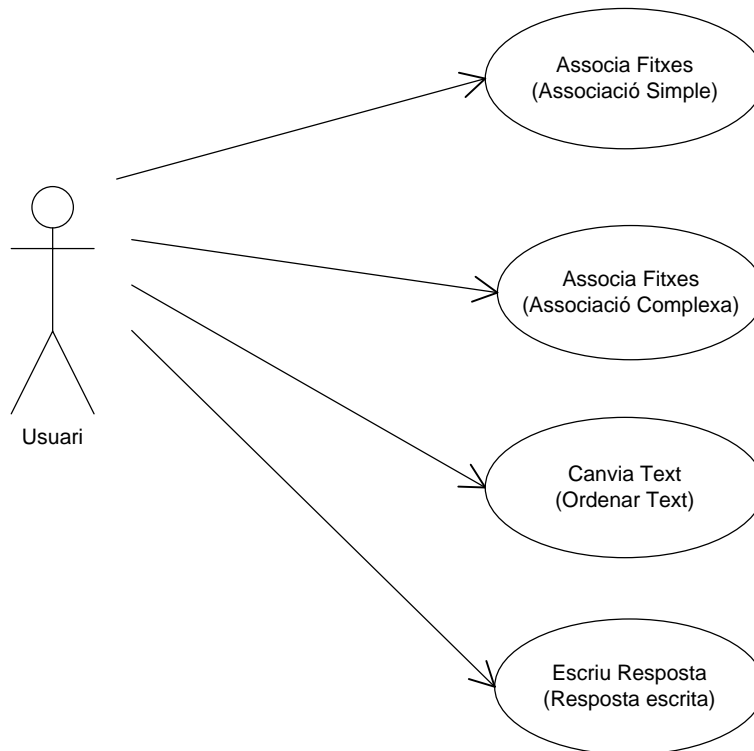 Associa Fitxes
(Associació Simple)
Associa Fitxes
(Associació Complexa)
Usuari
Canvia Text
(Ordenar Text)
Escriu Resposta
(Resposta escrita)